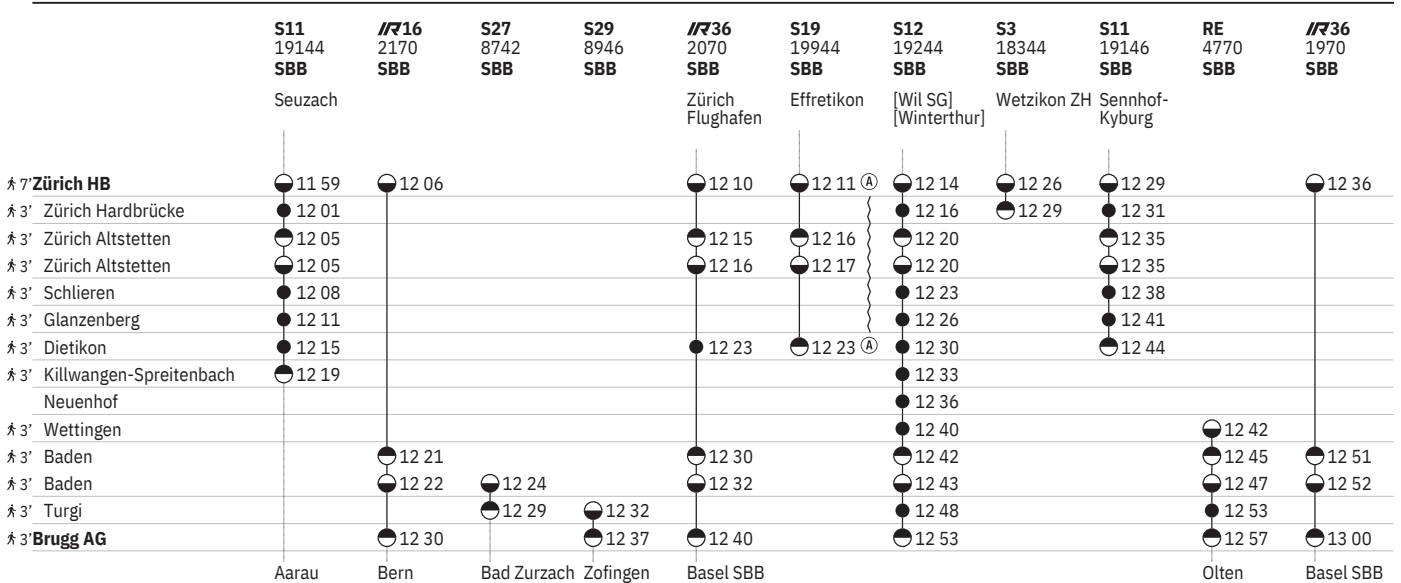 S11 IR16 S27 S29 IR36 S19 S12 S3 S11 RE IR36
19144 2170 8742 8946 2070 19944 19244 18344 19146 4770 1970
SBB SBB SBB SBB SBB SBB SBB SBB SBB SBB SBB
Seuzach Zürich Effretikon [Wil SG] Wetzikon ZH Sennhof-
Flughafen [Winterthur] Kyburg
7’ Zürich HB 11 59 12 06 12 10 12 11 A 12 14 12 26 12 29 12 36
3’ Zürich Hardbrücke 12 01 12 16 12 29 12 31
3’ Zürich Altstetten 12 05 12 15 12 16 12 20 12 35
3’ Zürich Altstetten 12 05 12 16 12 17 12 20 12 35
3’ Schlieren 12 08 12 23 12 38
3’ Glanzenberg 12 11 12 26 12 41
3’ Dietikon 12 15 12 23 12 23 A 12 30 12 44
3’ Killwangen-Spreitenbach 12 19 12 33
Neuenhof 12 36
3’ Wettingen 12 40 12 42
3’ Baden 12 21 12 30 12 42 12 45 12 51
3’ Baden 12 22 12 24 12 32 12 43 12 47 12 52
3’ Turgi 12 29 12 32 12 48 12 53
3’ Brugg AG 12 30 12 37 12 40 12 53 12 57 13 00
Aarau Bern Bad Zurzach Zofingen Basel SBB Olten Basel SBB